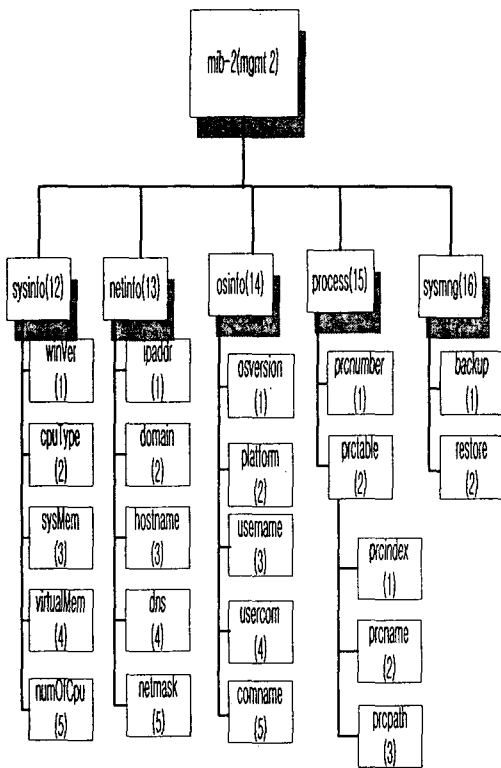 mib-2(mgmt 2)
sysinfo(12)
netinfo(13)
osinfo(14)
process(15)
sysmng(16)
winVer
(1)
cpuType
(2)
sysMem
(3)
virtualMem
(4)
numOfCpu
(5)
ipaddr
(1)
domain
(2)
hostname
(3)
dns
(4)
netmask
(5)
osversion
(1)
platform
(2)
username
(3)
usercom
(4)
comname
(5)
prcnumber
(1)
prctable
(2)
prcindex
(1)
prcname
(2)
prcpath
(3)
backup
(1)
restore
(2)